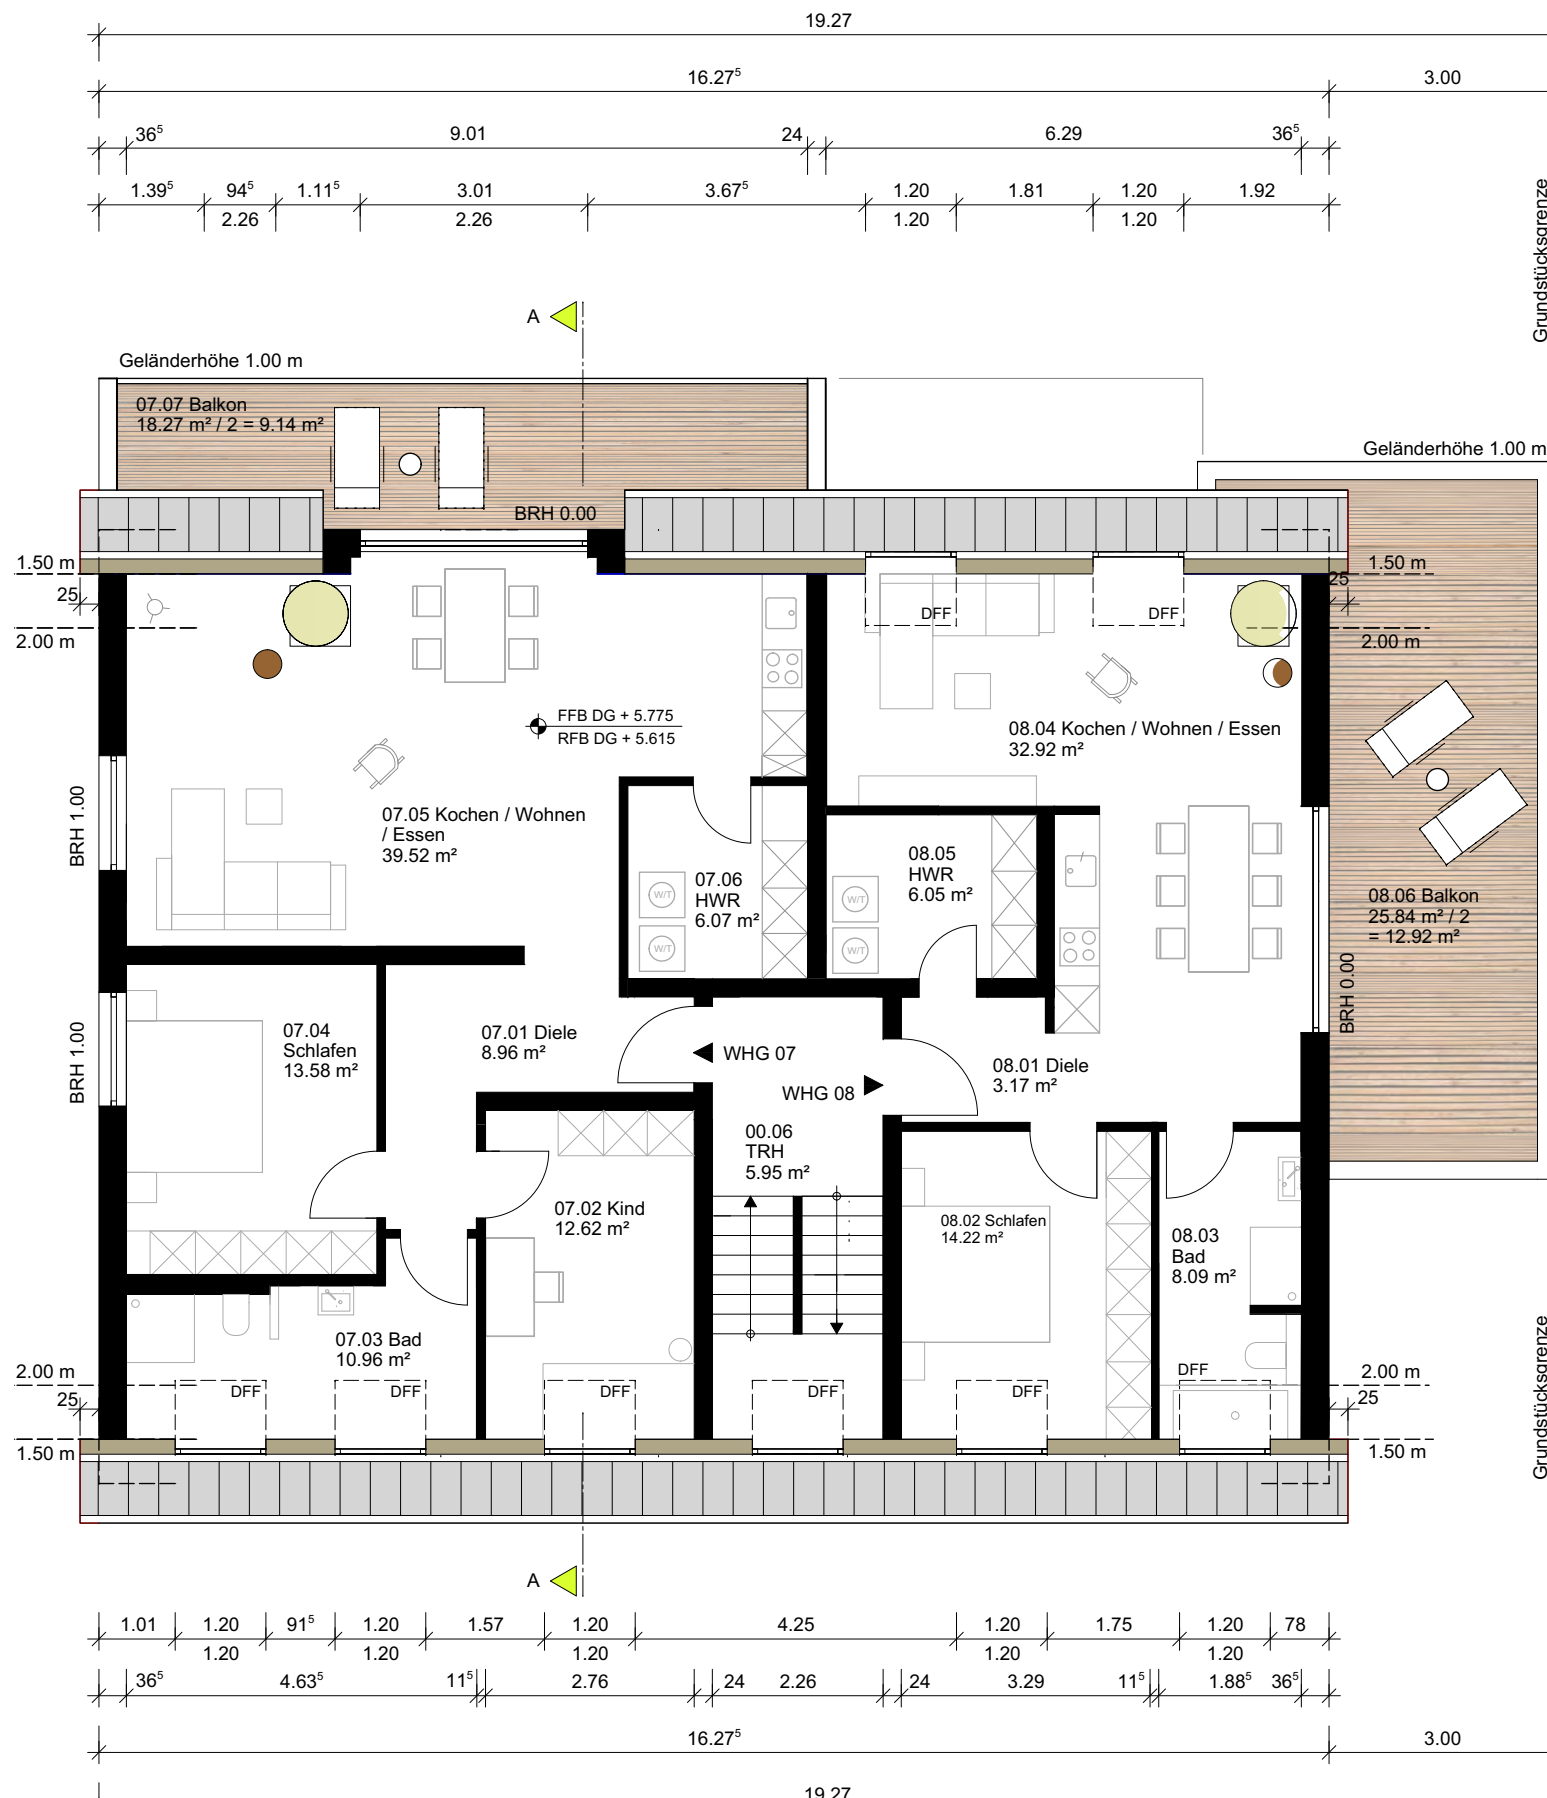 19.27
16.27⁵ 3.00
36⁵ 9.01 24 6.29 36⁵
1.39⁵ 94⁵ 1.11⁵ 3.01 3.67⁵ 1.20 1.81 1.20 1.92
2.26 2.26 1.20 1.20
Grundstücksgrenze
A
Geländerhöhe 1.00 m
07.07 Balkon
18.27 m² / 2 = 9.14 m²
Geländerhöhe 1.00 m
BRH 0.00
1.50 m
25
2.00 m
1.50 m
25
2.00 m
DFF
DFF
FFB DG + 5.775
RFB DG + 5.615
08.04 Kochen / Wohnen / Essen
32.92 m²
BRH 1.00
07.05 Kochen / Wohnen
/ Essen
39.52 m²
07.06
HWR
6.07 m²
W/T
W/T
08.05
HWR
6.05 m²
W/T
W/T
08.06 Balkon
25.84 m² / 2
= 12.92 m²
BRH 0.00
BRH 1.00
07.04
Schlafen
13.58 m²
07.01 Diele
8.96 m²
WHG 07
WHG 08
08.01 Diele
3.17 m²
00.06
TRH
5.95 m²
07.02 Kind
12.62 m²
08.02 Schlafen
14.22 m²
08.03
Bad
8.09 m²
07.03 Bad
10.96 m²
2.00 m
25
1.50 m
DFF
DFF
DFF
DFF
DFF
DFF
2.00 m
25
1.50 m
Grundstücksgrenze
A
1.01 1.20 91⁵ 1.20 1.57 1.20 4.25 1.20 1.75 1.20 78
1.20 1.20 1.20 1.20 1.20
36⁵ 4.63⁵ 11⁵ 2.76 24 2.26 24 3.29 11⁵ 1.88⁵ 36⁵
16.27⁵ 3.00
19.27